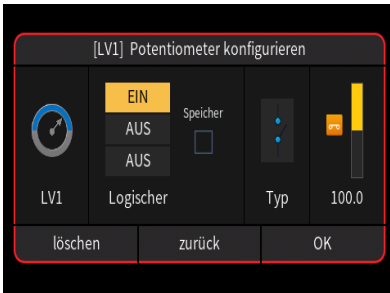 [LV1] Potentiometer konfigurieren
EIN
AUS
AUS
Speicher
LV1
Logischer
Typ
100.0
löschen
zurück
OK